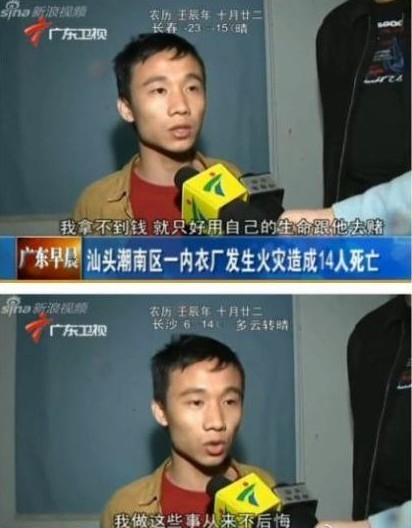 sina新浪视频
农历 壬辰年 十月廿二
长春 -23 -15 晴
广东卫视
我拿不到钱 就只好用自己的生命跟他去赌
广东早晨
汕头潮南区一内衣厂发生火灾造成14人死亡
sina新浪视频
农历 壬辰年 十月廿二
长沙 6 14 多云转晴
广东卫视
我做这些事从来不后悔